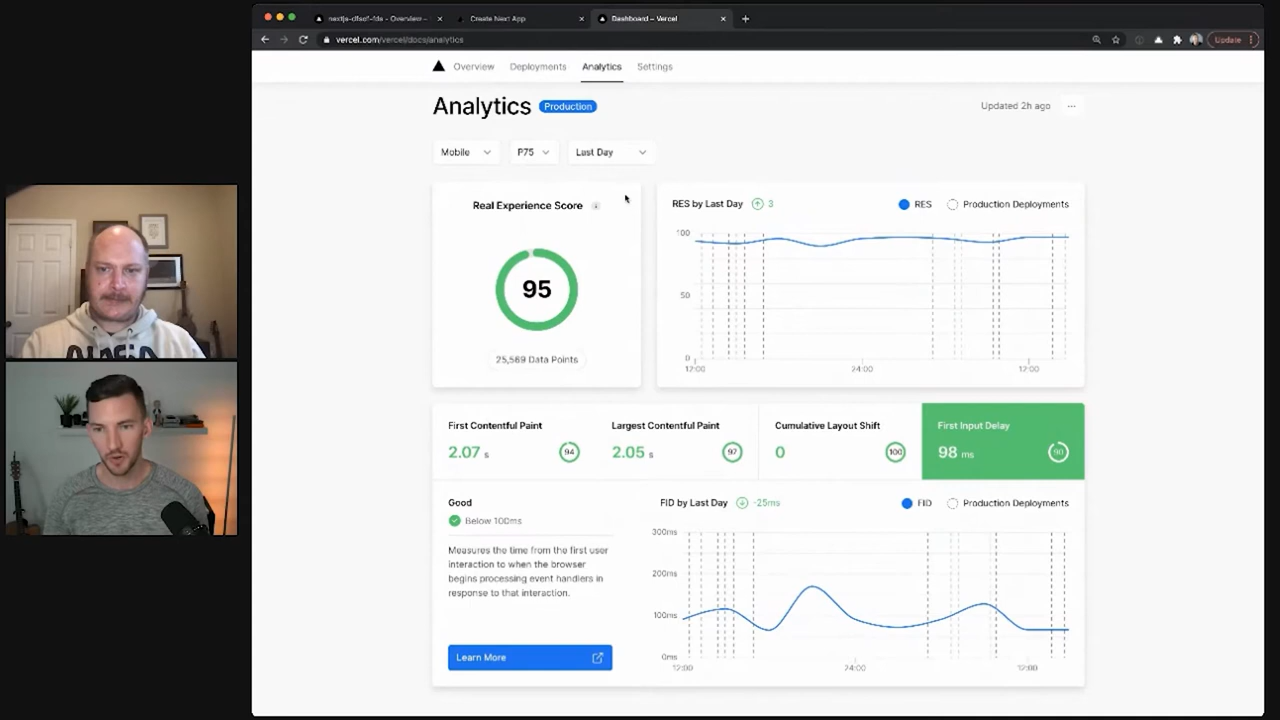 nextjs-dfsdf-fds - Overview –
Create Next App
Dashboard – Vercel
vercel.com/vercel/docs/analytics
Update
Overview Deployments Analytics Settings
Analytics Production
Updated 2h ago
Mobile P75 Last Day
Real Experience Score
95
25,569 Data Points
RES by Last Day 3
RES Production Deployments
100
50
0
12:00 24:00 12:00
First Contentful Paint
2.07 s 94
Largest Contentful Paint
2.05 s 97
Cumulative Layout Shift
0 100
First Input Delay
98 ms 90
Good
Below 100ms
Measures the time from the first user
interaction to when the browser
begins processing event handlers in
response to that interaction.
Learn More
FID by Last Day -25ms
FID Production Deployments
300ms
200ms
100ms
0ms
12:00 24:00 12:00